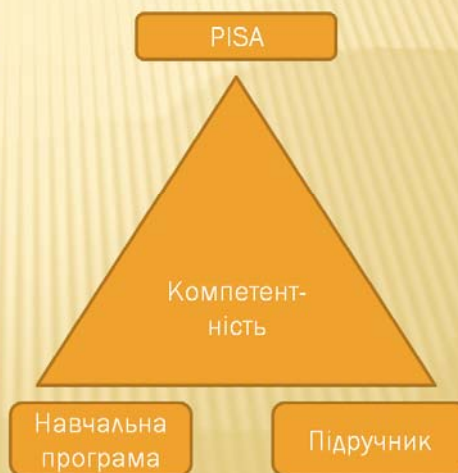 PISA
Компетент-
ність
Навчальна
програма
Підручник